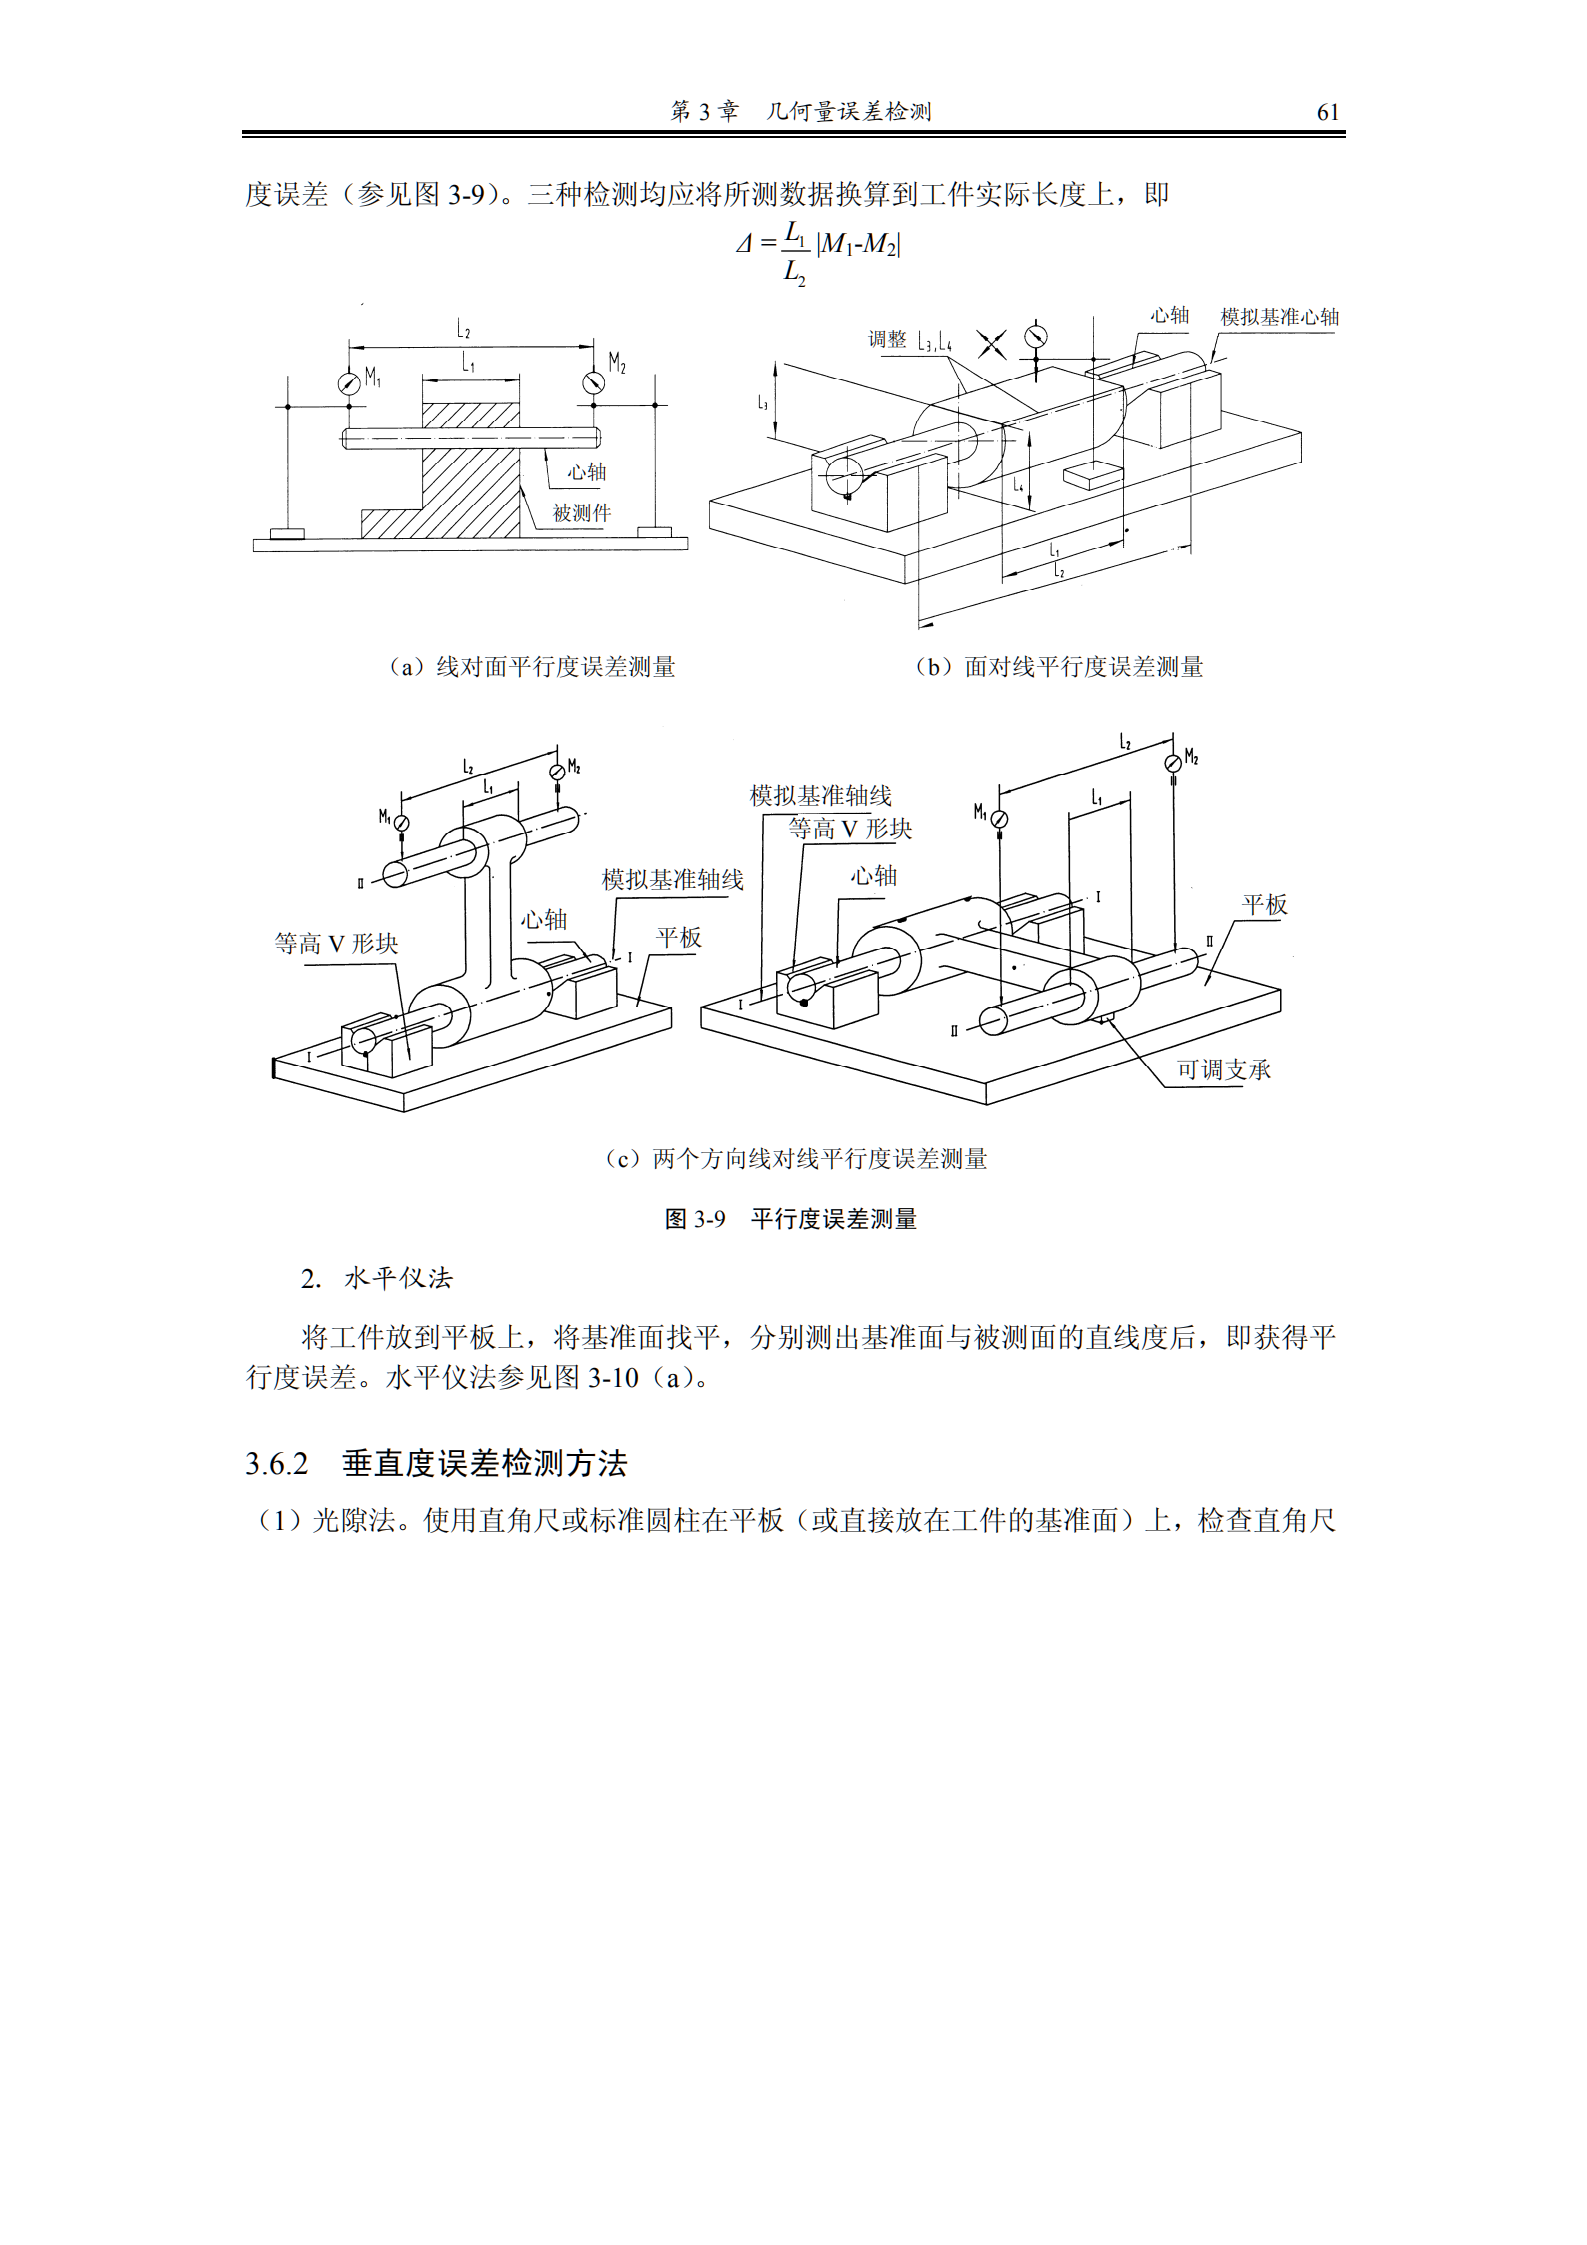 第 3 章 几何量误差检测 61
度误差（参见图 3-9）。三种检测均应将所测数据换算到工件实际长度上，即
Δ = L₁/L₂ |M₁-M₂|
L₂
L₁
M₁
M₂
心轴
被测件
调整 L₃,L₄
心轴
模拟基准心轴
L₃
L₄
L₁
L₂
（a）线对面平行度误差测量 （b）面对线平行度误差测量
L₂
L₁
M₁
M₂
II
模拟基准轴线
心轴
平板
等高 V 形块
I
I
L₂
M₂
L₁
M₁
模拟基准轴线
等高 V 形块
心轴
平板
I
II
I
II
可调支承
（c）两个方向线对线平行度误差测量
图 3-9 平行度误差测量
2. 水平仪法
将工件放到平板上，将基准面找平，分别测出基准面与被测面的直线度后，即获得平
行度误差。水平仪法参见图 3-10（a）。
3.6.2 垂直度误差检测方法
（1）光隙法。使用直角尺或标准圆柱在平板（或直接放在工件的基准面）上，检查直角尺